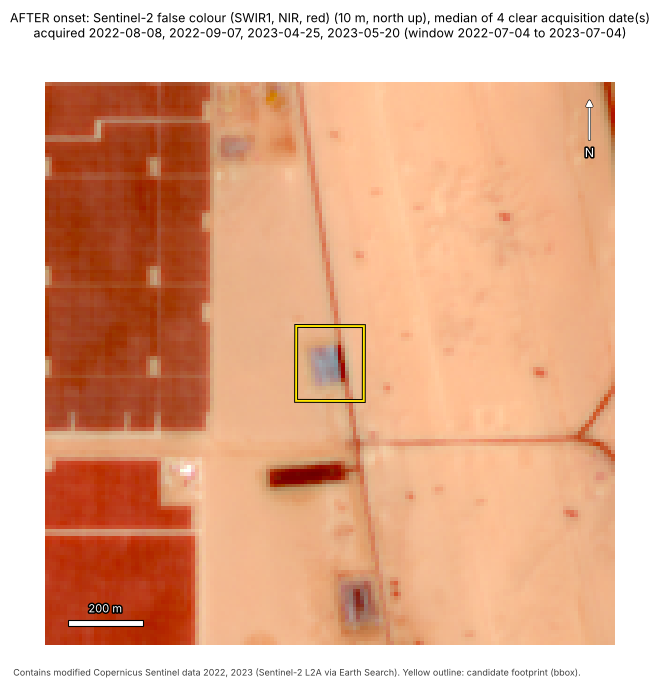 AFTER onset: Sentinel-2 false colour (SWIR1, NIR, red) (10 m, north up), median of 4 clear acquisition date(s)
acquired 2022-08-08, 2022-09-07, 2023-04-25, 2023-05-20 (window 2022-07-04 to 2023-07-04)
N
200 m
Contains modified Copernicus Sentinel data 2022, 2023 (Sentinel-2 L2A via Earth Search). Yellow outline: candidate footprint (bbox).